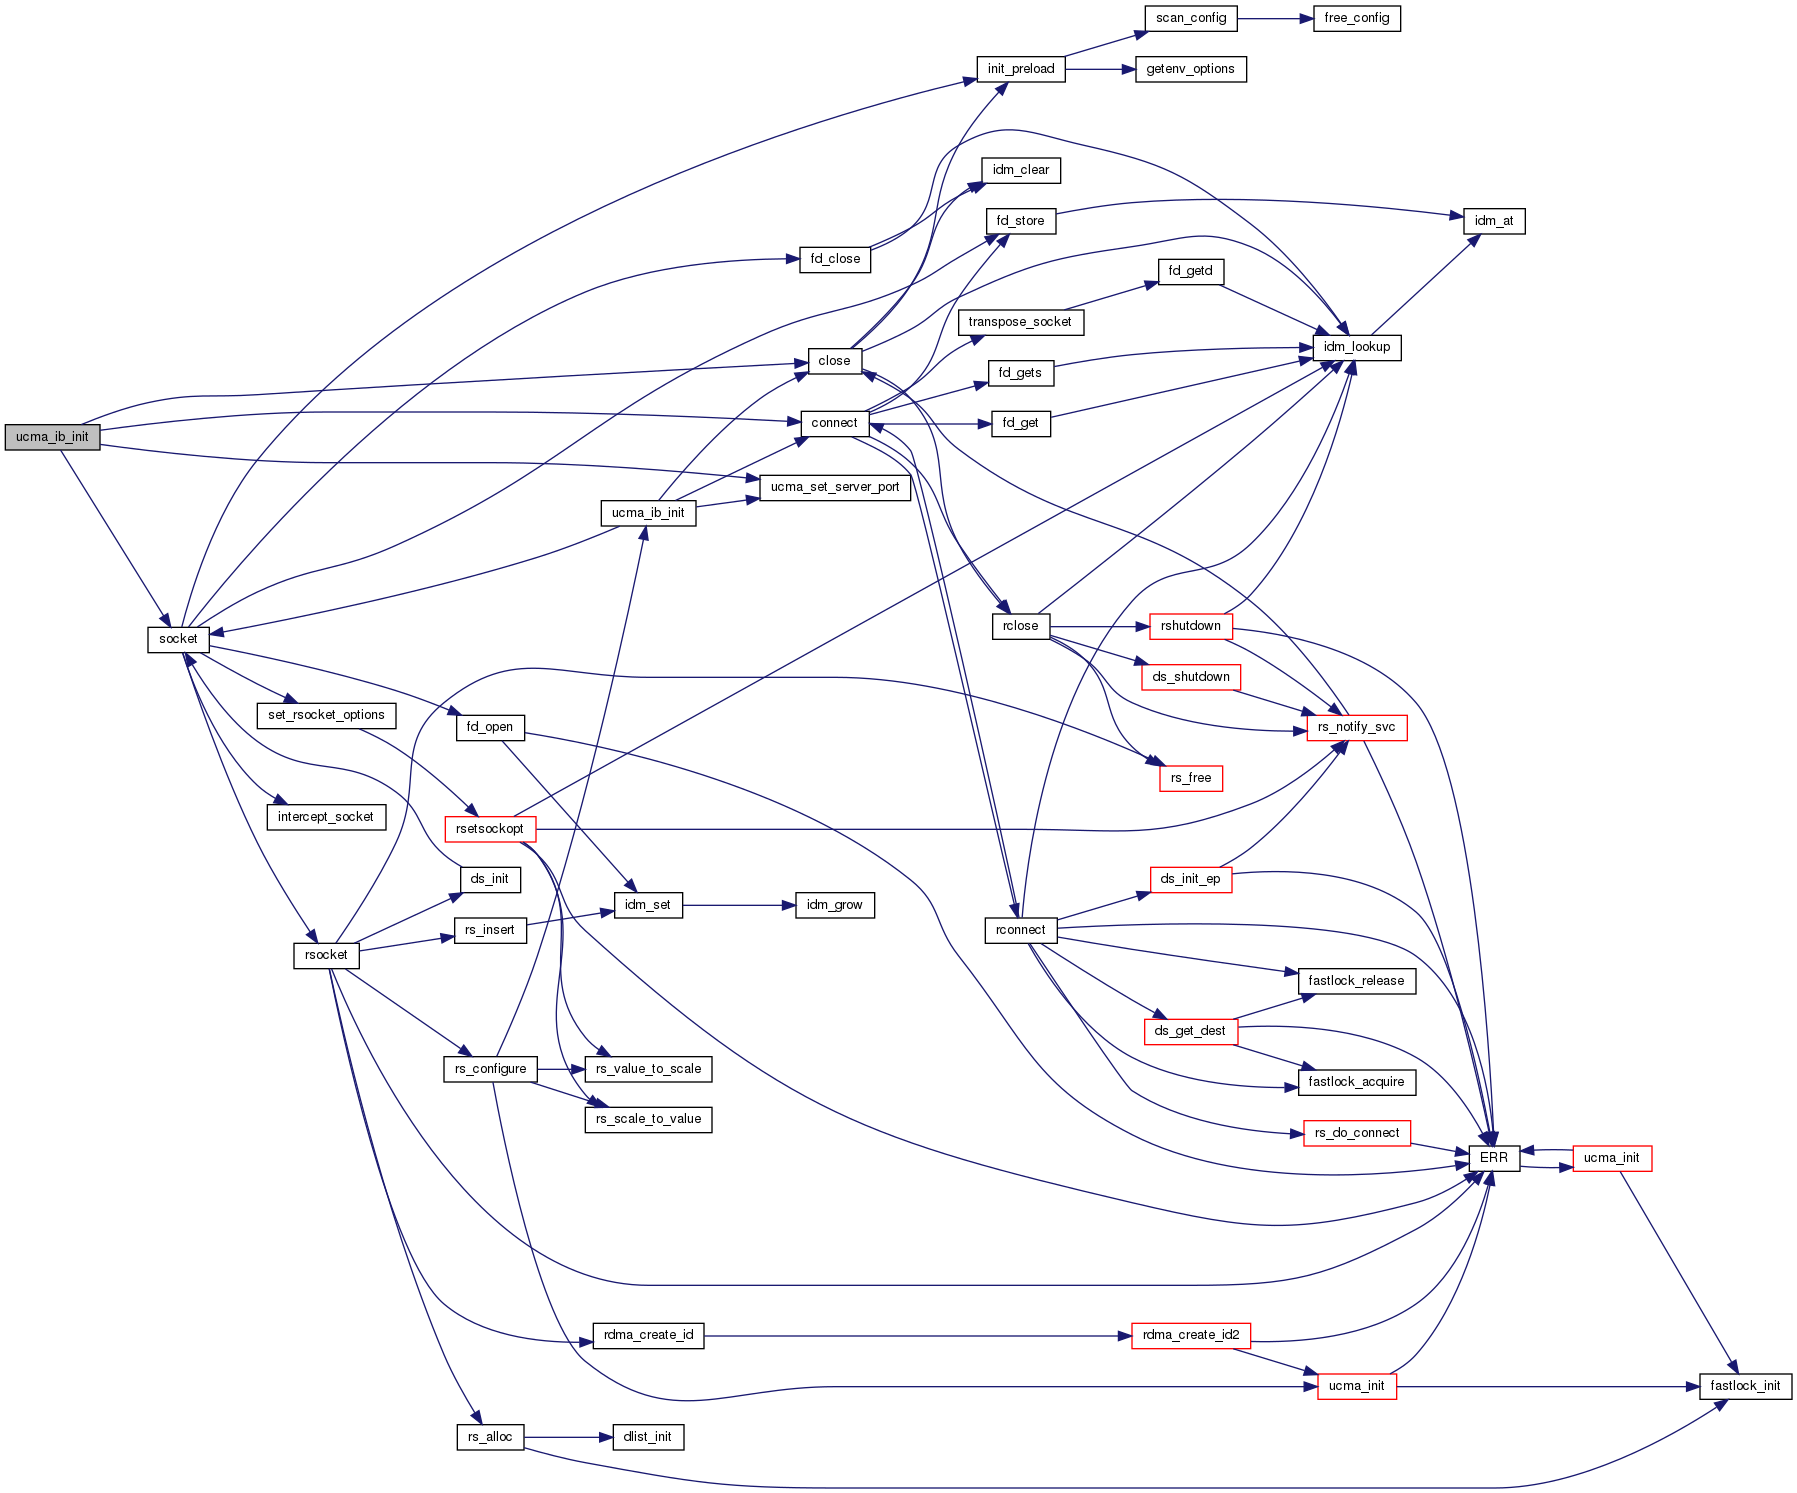 scan_config
free_config
init_preload
getenv_options
idm_clear
fd_store
idm_at
fd_close
fd_getd
transpose_socket
close
idm_lookup
fd_gets
connect
fd_get
ucma_ib_init
ucma_set_server_port
ucma_ib_init
rclose
rshutdown
socket
ds_shutdown
set_rsocket_options
fd_open
rs_notify_svc
rs_free
intercept_socket
rsetsockopt
ds_init
ds_init_ep
idm_set
idm_grow
rs_insert
rconnect
rsocket
fastlock_release
ds_get_dest
rs_configure
rs_value_to_scale
fastlock_acquire
rs_scale_to_value
rs_do_connect
ERR
ucma_init
rdma_create_id
rdma_create_id2
ucma_init
fastlock_init
rs_alloc
dlist_init